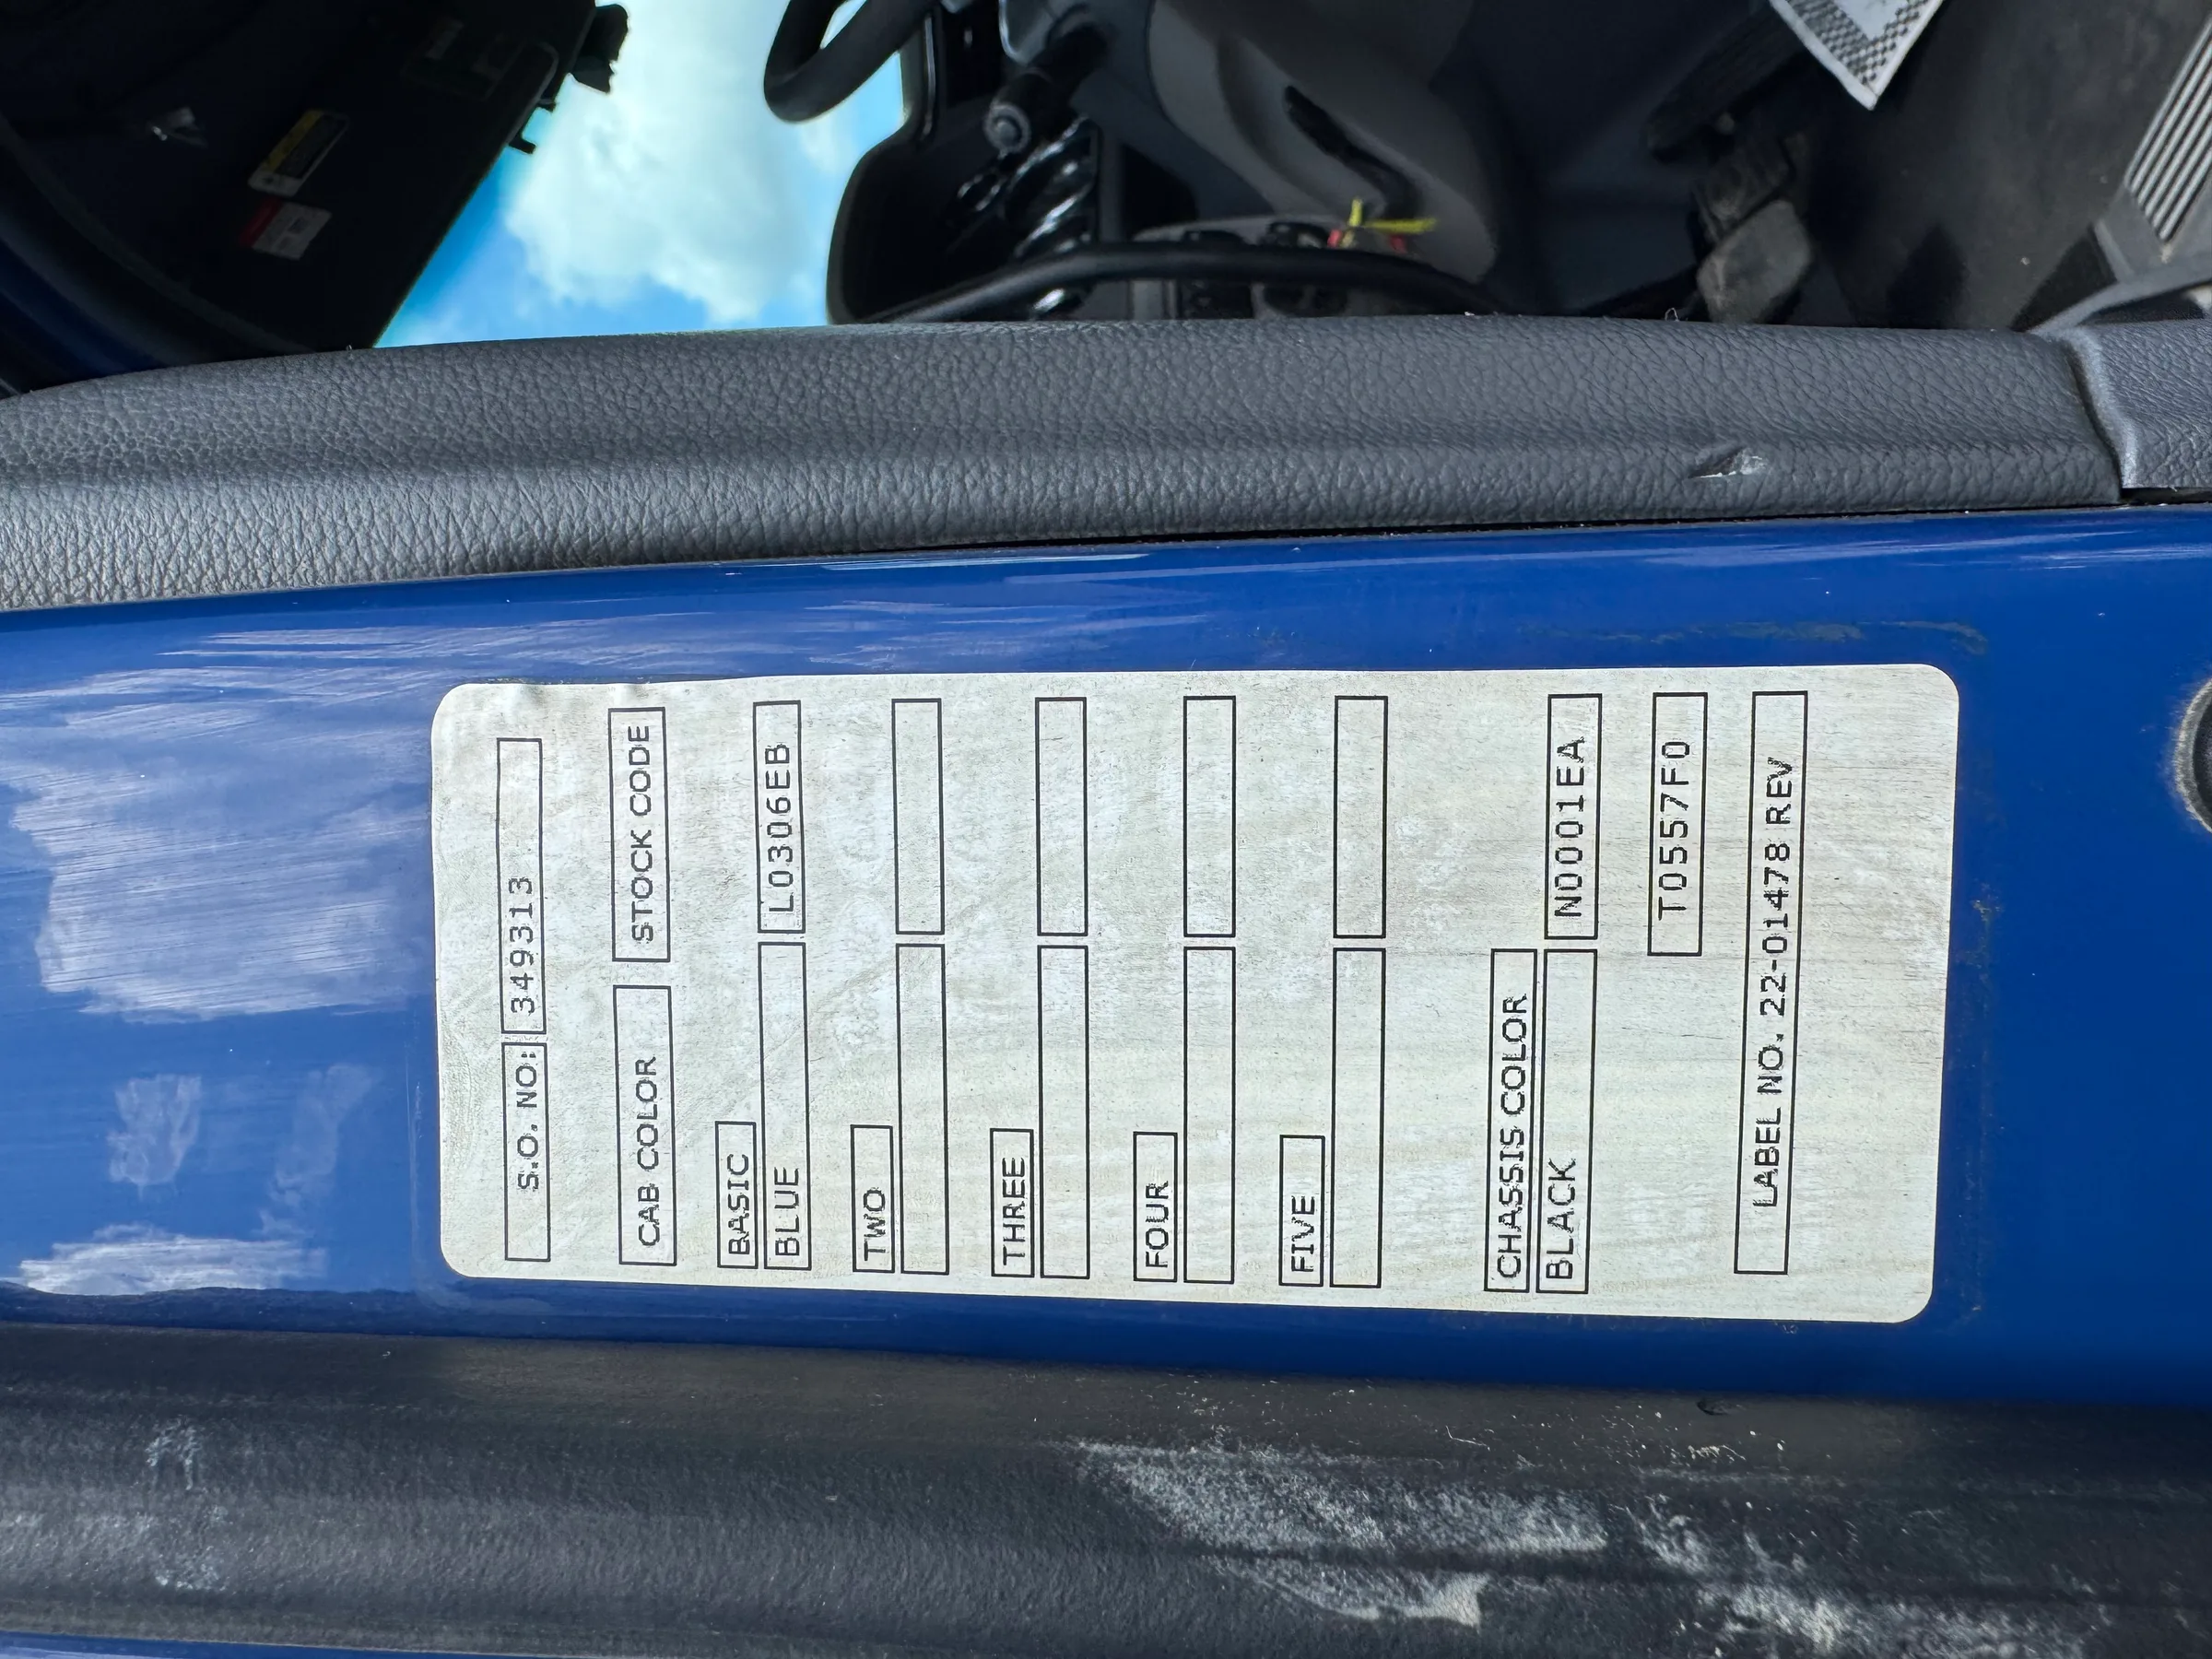 S.O. NO: 3493313
CAB COLOR STOCK CODE
BASIC
BLUE L0306EB
TWO
THREE
FOUR
FIVE
CHASSIS COLOR
BLACK N0001EA
T0557F0
LABEL NO. 22-01478 REV